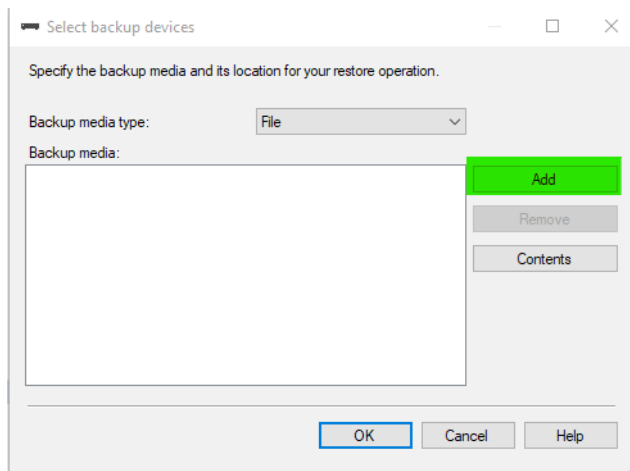 Select backup devices
Specify the backup media and its location for your restore operation.
Backup media type:
File
Backup media:
Add
Remove
Contents
OK
Cancel
Help